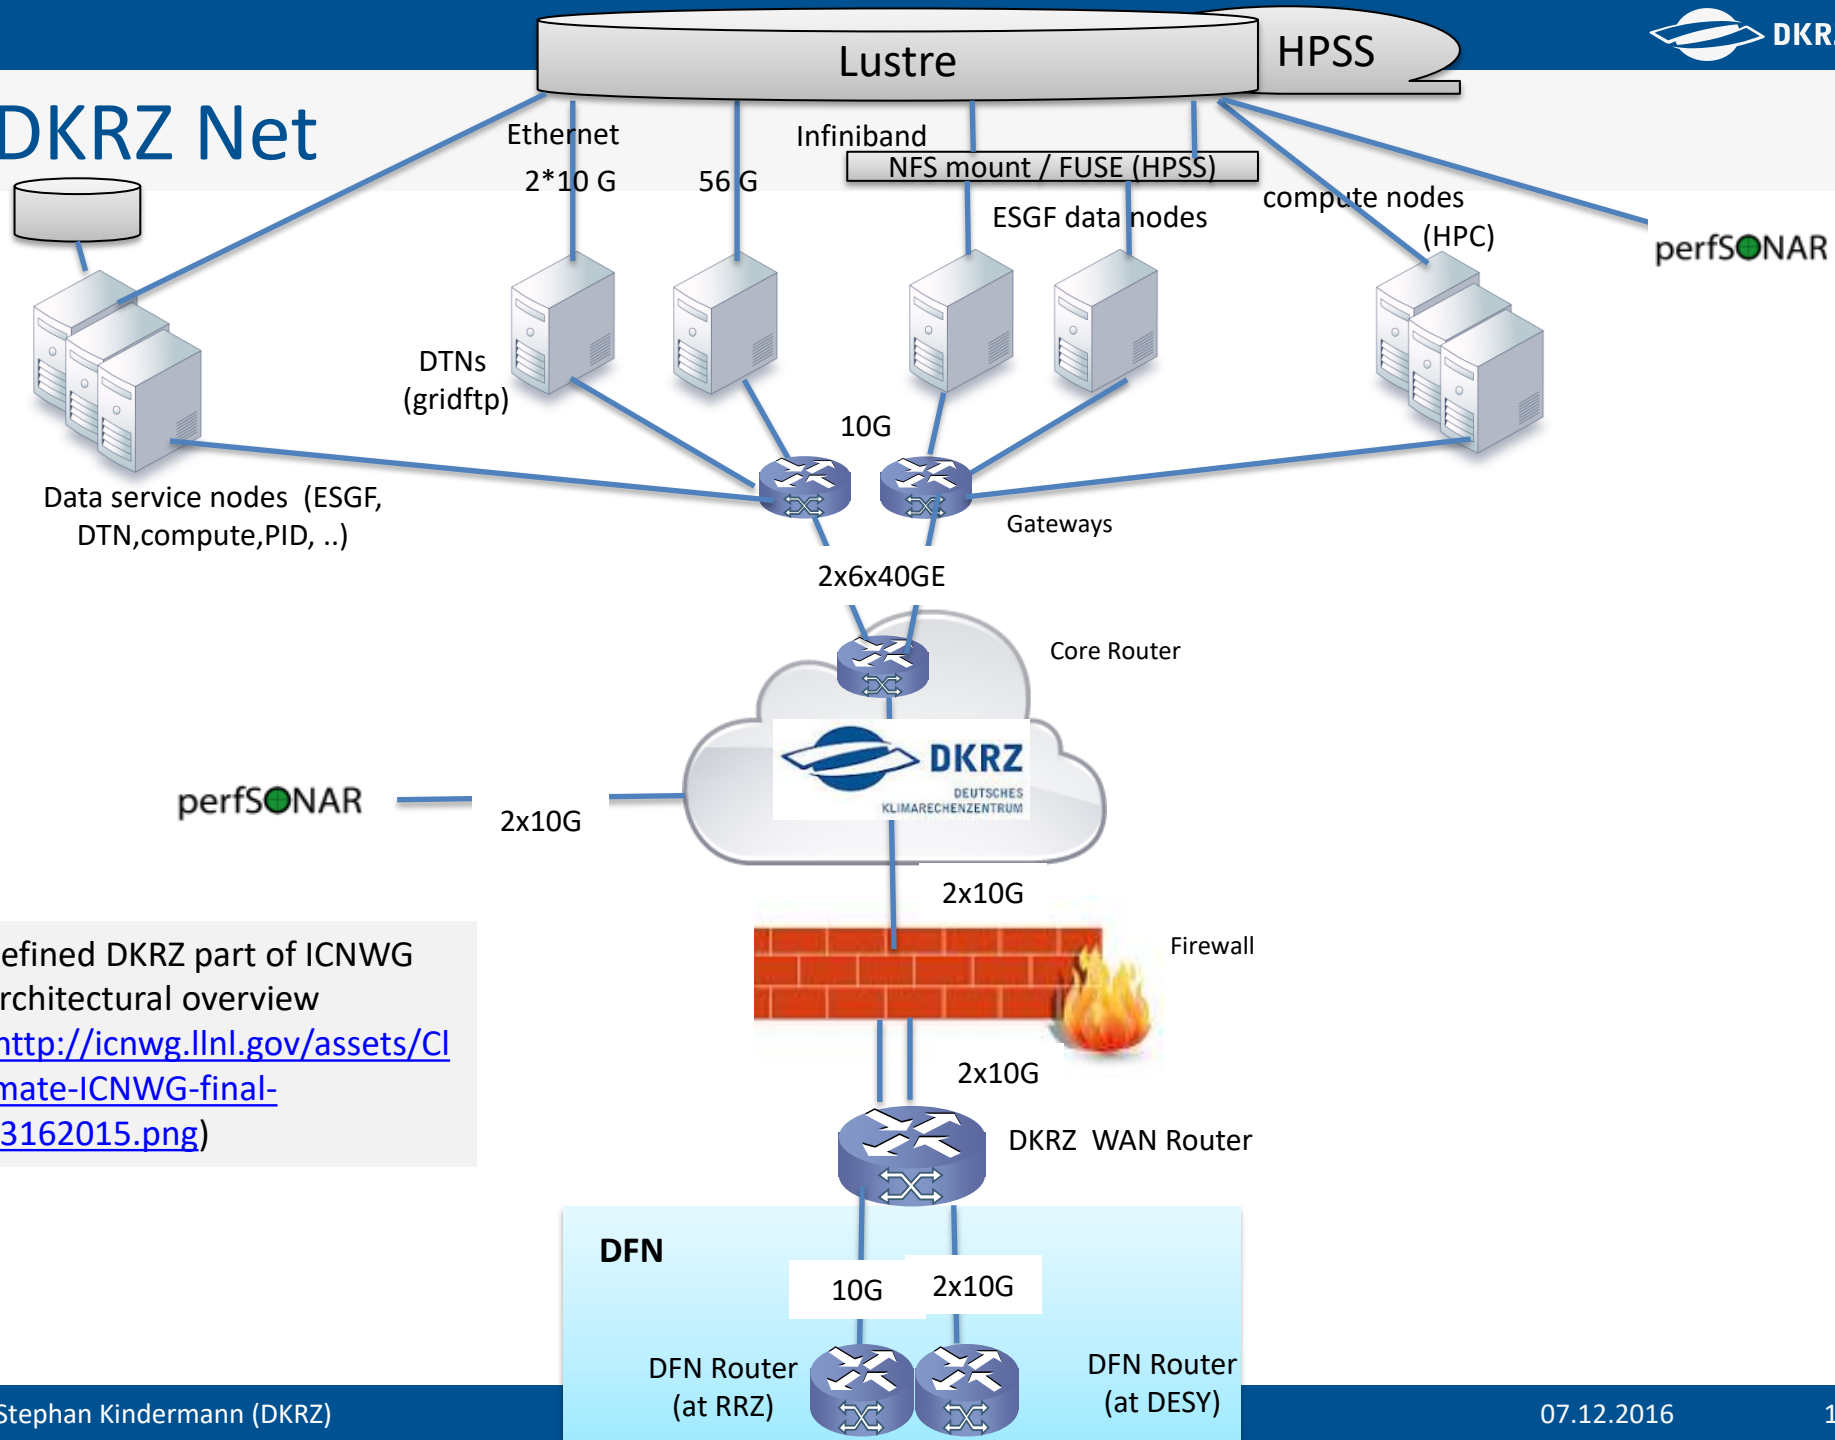 Lustre
HPSS
DKRZ Net
Ethernet
2*10 G
56 G
Infiniband
NFS mount / FUSE (HPSS)
ESGF data nodes
compute nodes
(HPC)
perfSONAR
DTNs
(gridftp)
10G
Data service nodes (ESGF,
DTN,compute,PID, ..)
Gateways
2x6x40GE
Core Router
DKRZ
DEUTSCHES
KLIMARECHENZENTRUM
perfSONAR
2x10G
2x10G
Firewall
efined DKRZ part of ICNWG
rchitectural overview
http://icnwg.llnl.gov/assets/Cl
mate-ICNWG-final-
3162015.png)
2x10G
DKRZ WAN Router
DFN
10G
2x10G
DFN Router
(at RRZ)
DFN Router
(at DESY)
Stephan Kindermann (DKRZ)
07.12.2016
1